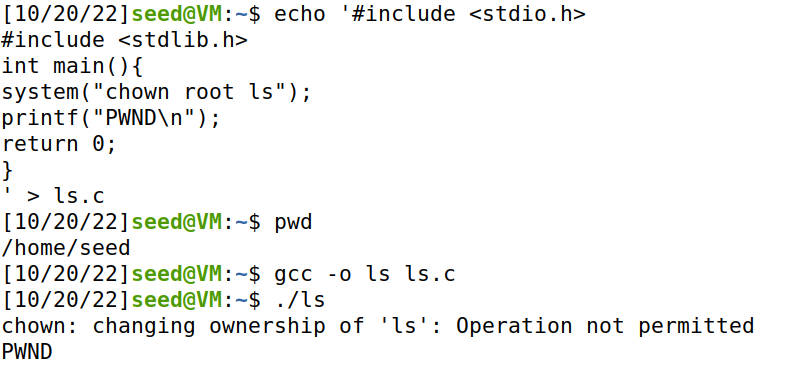 [10/20/22]seed@VM:~$ echo '#include <stdio.h>
#include <stdlib.h>
int main(){
system("chown root ls");
printf("PWND\n");
return 0;
}
' > ls.c
[10/20/22]seed@VM:~$ pwd
/home/seed
[10/20/22]seed@VM:~$ gcc -o ls ls.c
[10/20/22]seed@VM:~$ ./ls
chown: changing ownership of 'ls': Operation not permitted
PWND